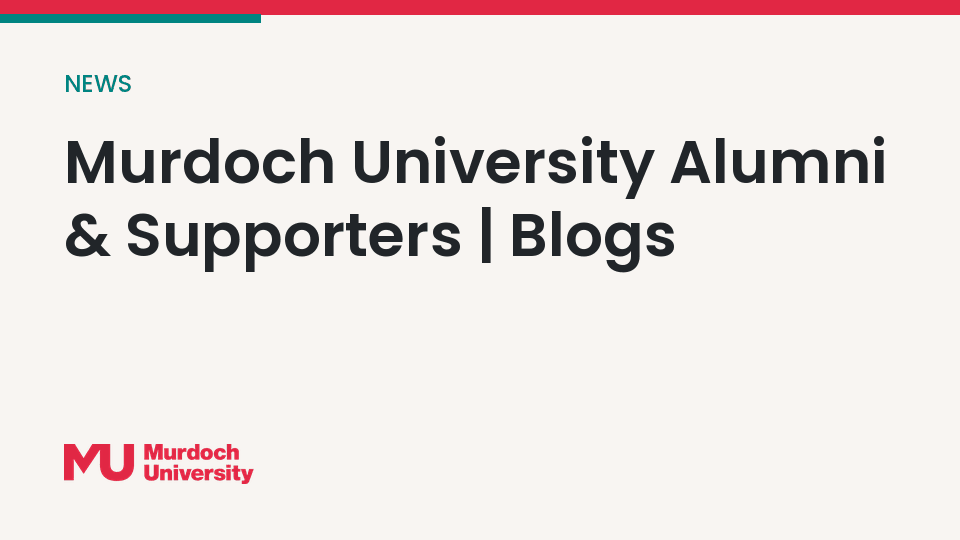 NEWS
Murdoch University Alumni
& Supporters | Blogs
MU Murdoch
University